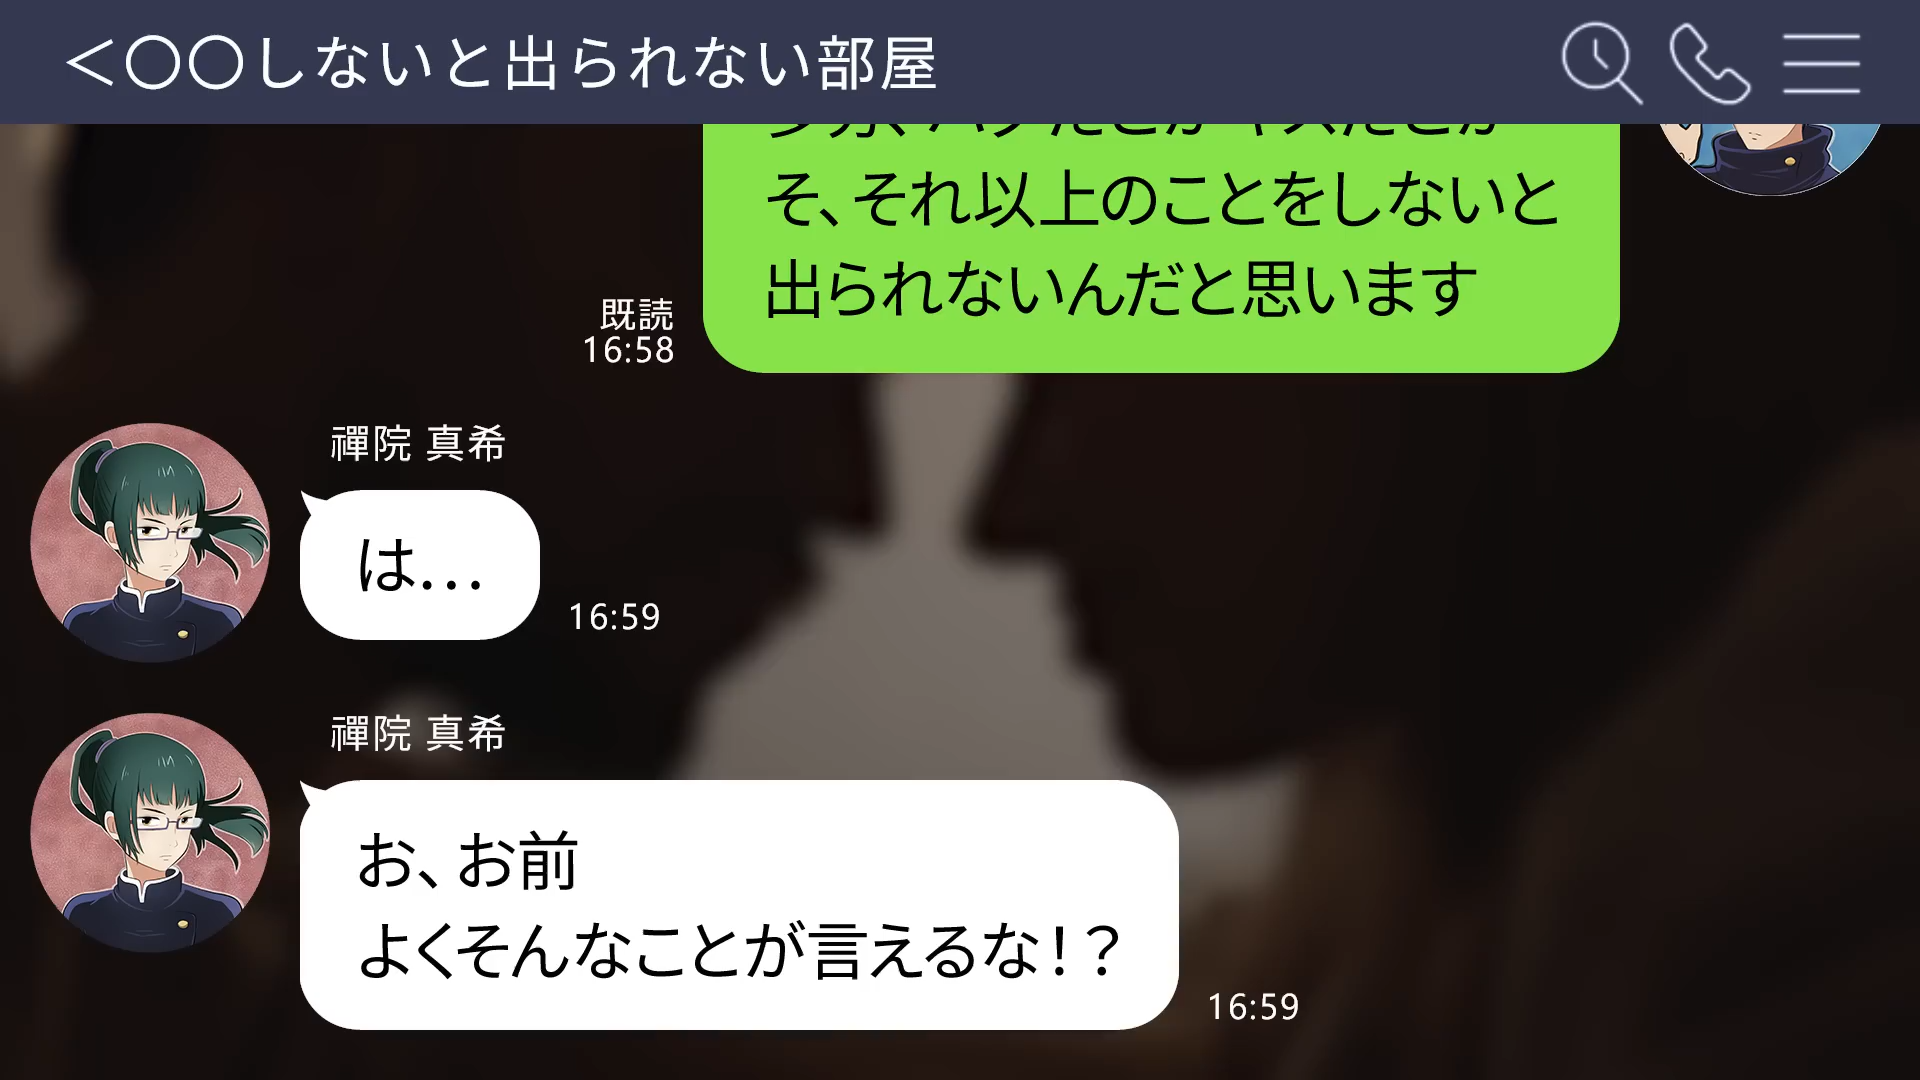 ＜〇〇しないと出られない部屋
そ、それ以上のことをしないと
出られないんだと思います
既読
16:58
禪院 真希
は…
16:59
禪院 真希
お、お前
よくそんなことが言えるな！？
16:59